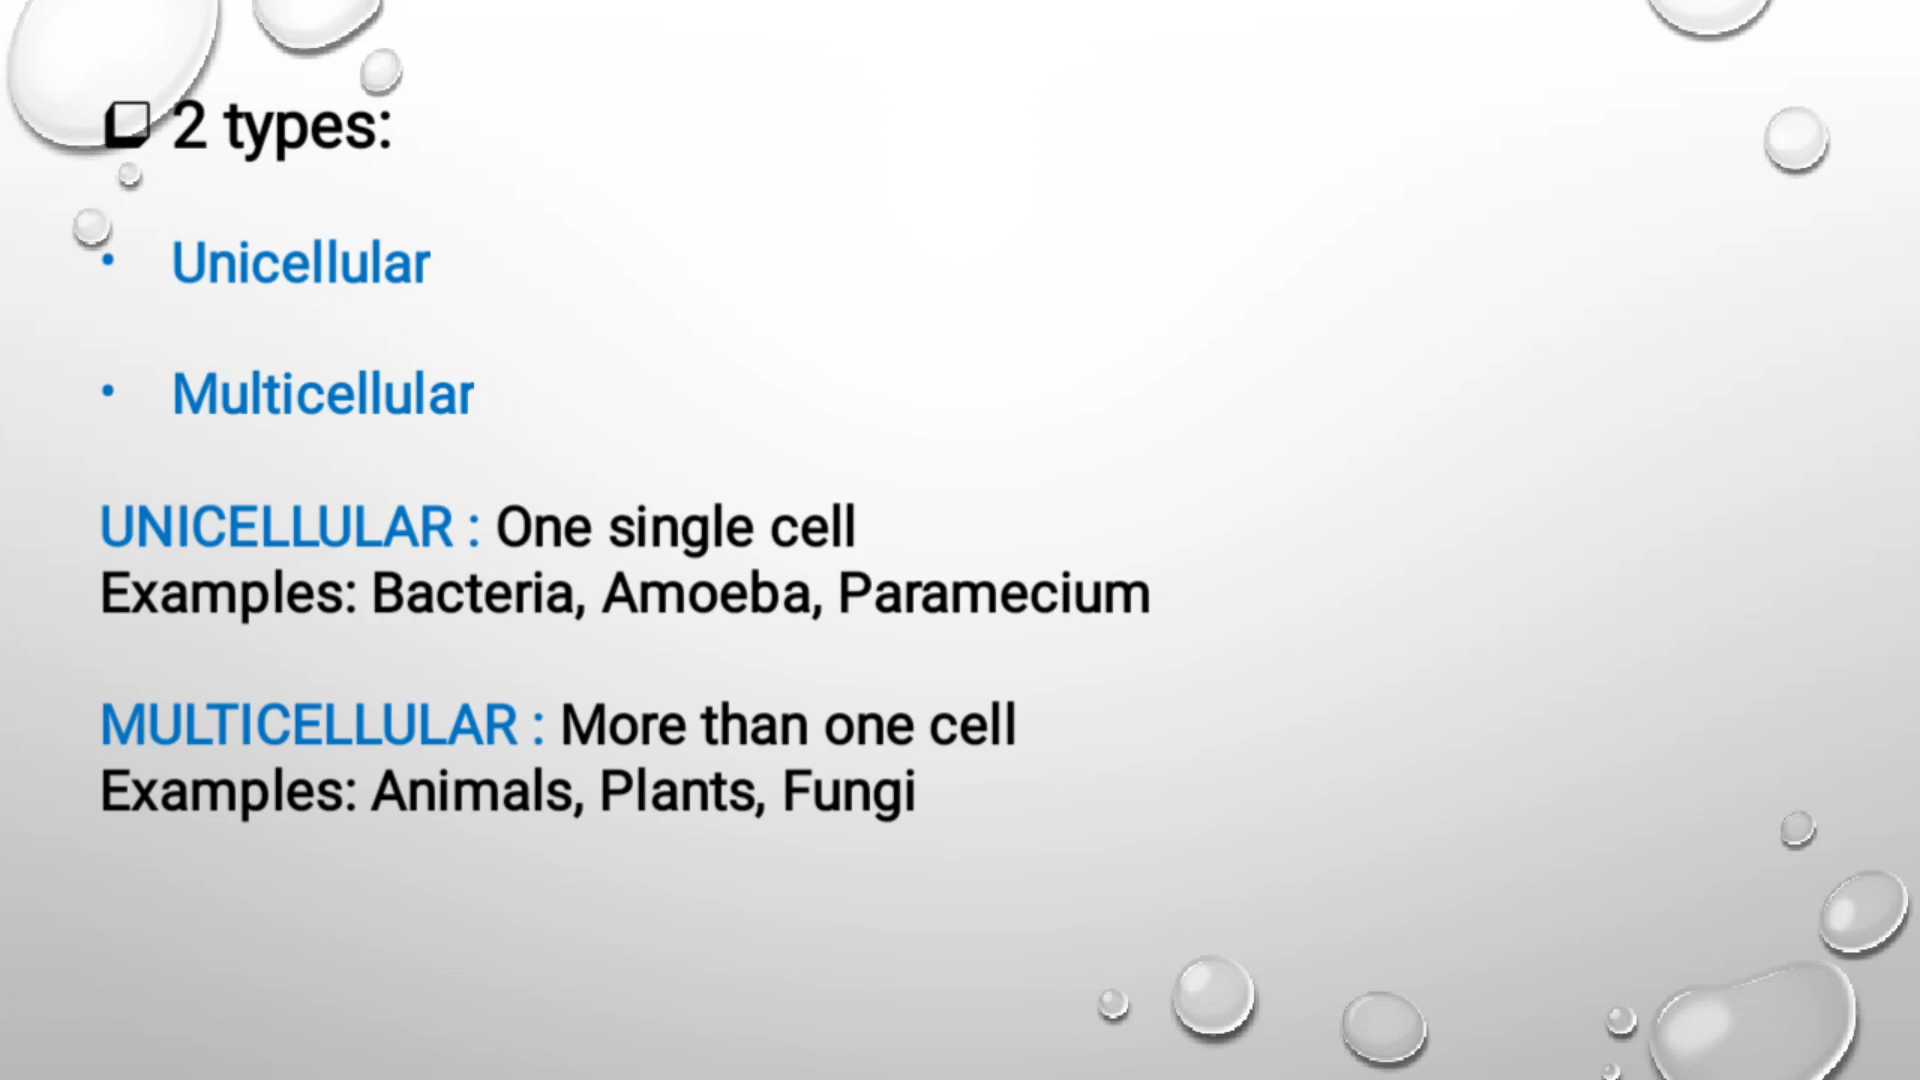 2 types:
• Unicellular
• Multicellular
UNICELLULAR : One single cell
Examples: Bacteria, Amoeba, Paramecium
MULTICELLULAR : More than one cell
Examples: Animals, Plants, Fungi